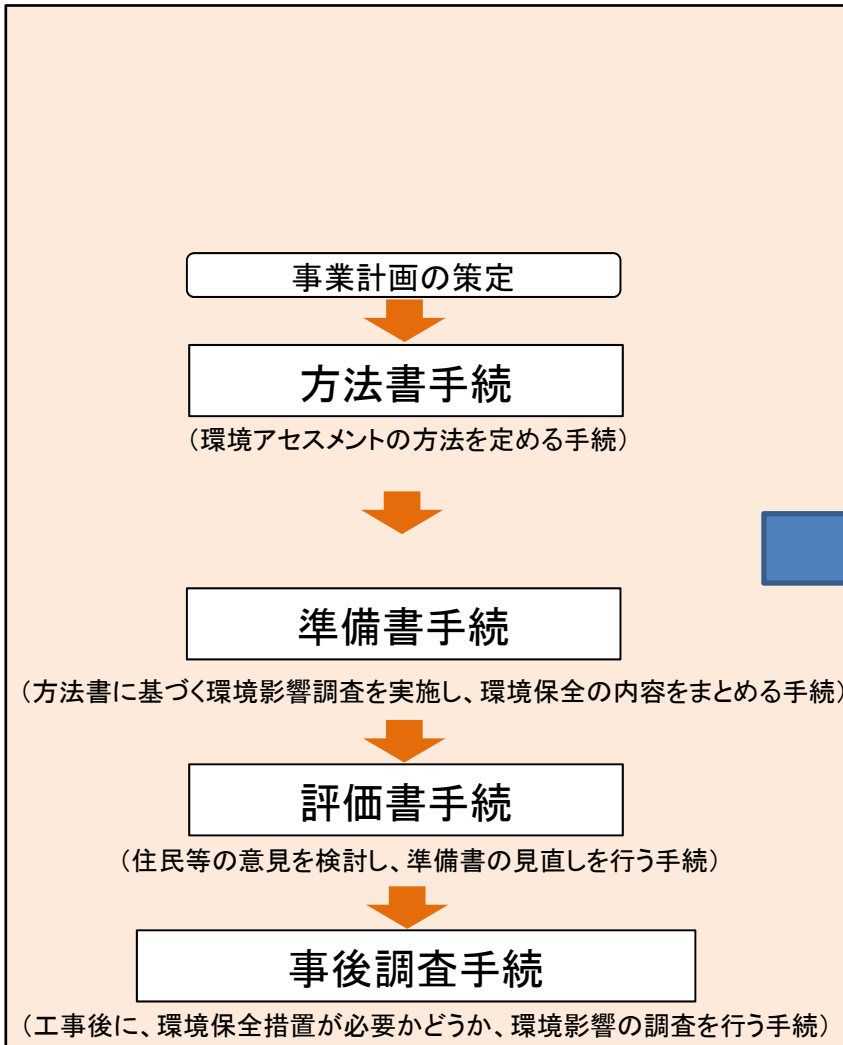 事業計画の策定
方法書手続
（環境アセスメントの方法を定める手続）
準備書手続
（方法書に基づく環境影響調査を実施し、環境保全の内容をまとめる手続）
評価書手続
（住民等の意見を検討し、準備書の見直しを行う手続）
事後調査手続
（工事後に、環境保全措置が必要かどうか、環境影響の調査を行う手続）